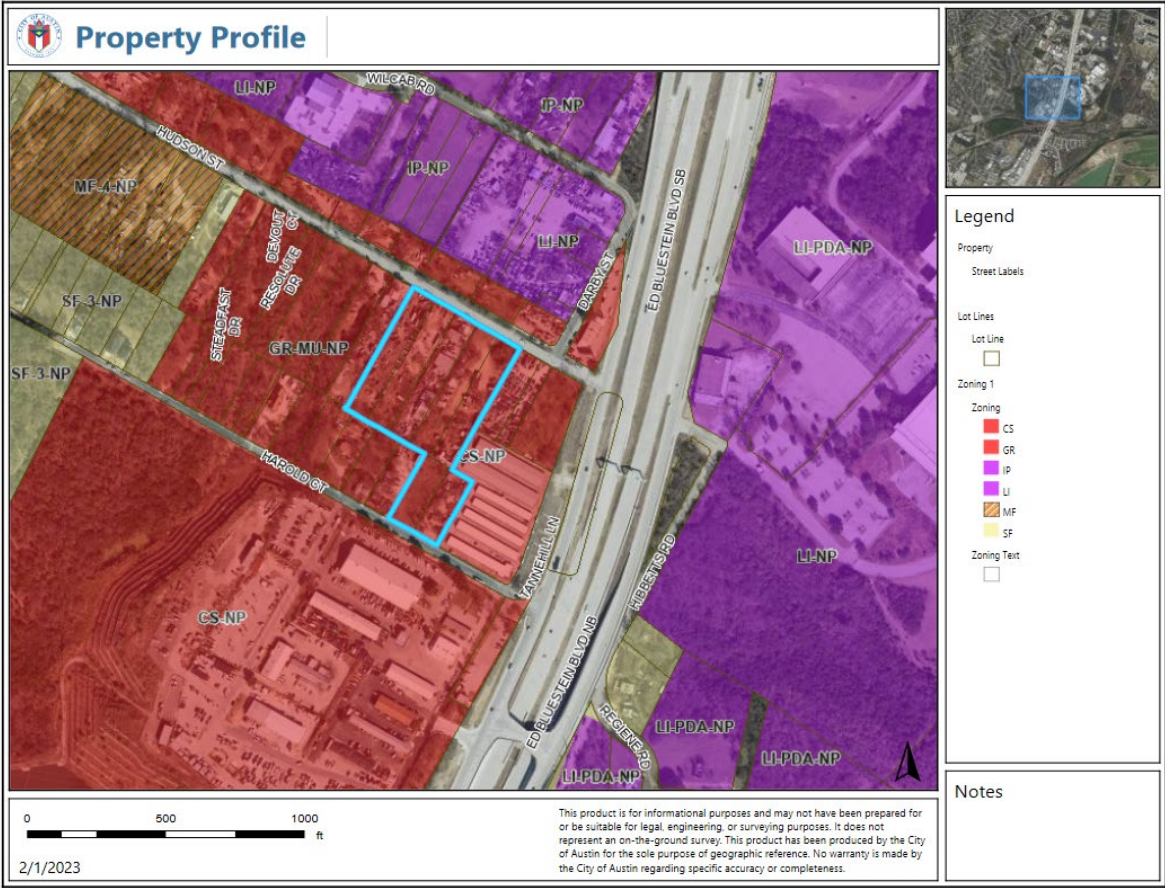 CITY OF AUSTIN
Property Profile
WILCAB RD
LI-NP
IP-NP
HUDSON ST
IP-NP
MF-4-NP
ED BLUESTEIN BLVD SB
DEVOUT CT
RESOLUTE DR
LI-NP
LI-PDA-NP
DARBY ST
SF-3-NP
STEADFAST DR
GR-MU-NP
SF-3-NP
HAROLD CT
CS-NP
TANNEHILL LN
HIBBETTS RD
LI-NP
CS-NP
ED BLUESTEIN BLVD NB
REGIENE RD
LI-PDA-NP
LI-PDA-NP
LI-PDA-NP
Legend
Property
Street Labels
Lot Lines
Lot Line
Zoning 1
Zoning
CS
GR
IP
LI
MF
SF
Zoning Text
Notes
0 500 1000
ft
2/1/2023
This product is for informational purposes and may not have been prepared for
or be suitable for legal, engineering, or surveying purposes. It does not
represent an on-the-ground survey. This product has been produced by the City
of Austin for the sole purpose of geographic reference. No warranty is made by
the City of Austin regarding specific accuracy or completeness.